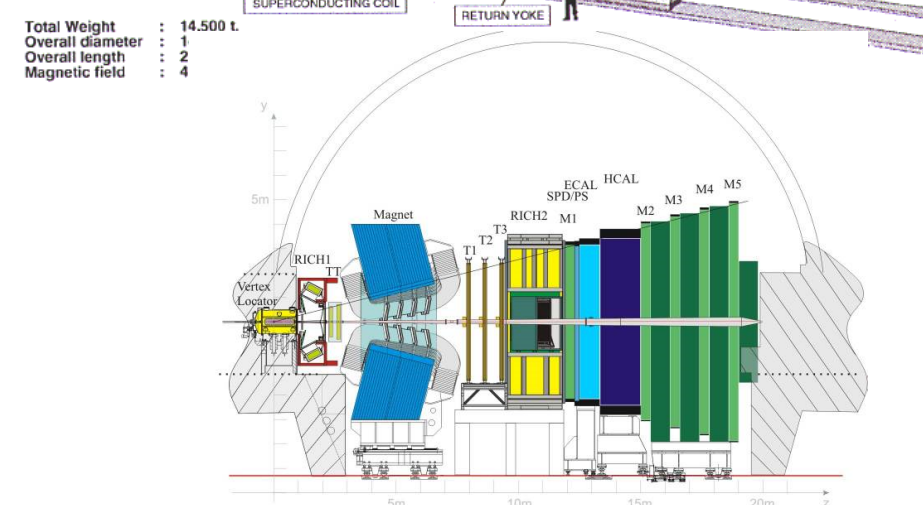 SUPERCONDUCTING COIL
RETURN YOKE
Total Weight : 14.500 t.
Overall diameter : 1
Overall length : 2
Magnetic field : 4
y
5m
Vertex
Locator
RICH1
TT
Magnet
T1
T2
T3
RICH2
SPD/PS
M1
ECAL
HCAL
M2
M3
M4
M5
5m
10m
15m
20m
z